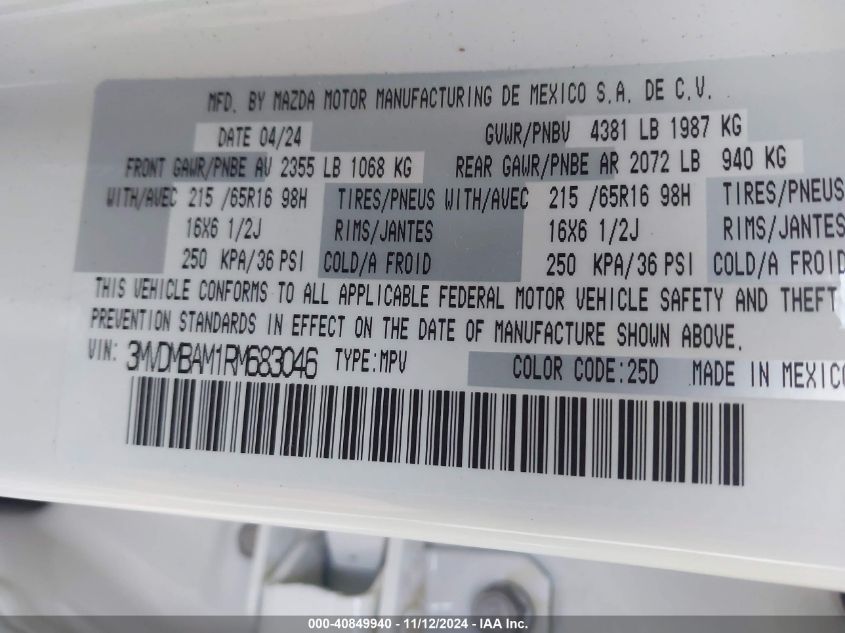 MFD. BY MAZDA MOTOR MANUFACTURING DE MEXICO S.A. DE C.V.
DATE 04/24 GVWR/PNBV 4381 LB 1987 KG
FRONT GAWR/PNBE AV 2355 LB 1068 KG REAR GAWR/PNBE AR 2072 LB 940 KG
WITH/AVEC 215 /65R16 98H TIRES/PNEUS WITH/AVEC 215 /65R16 98H TIRES/PNEUS
16X6 1/2J RIMS/JANTES 16X6 1/2J RIMS/JANTES
250 KPA/36 PSI COLD/A FROID 250 KPA/36 PSI COLD/A FROID
THIS VEHICLE CONFORMS TO ALL APPLICABLE FEDERAL MOTOR VEHICLE SAFETY AND THEFT
PREVENTION STANDARDS IN EFFECT ON THE DATE OF MANUFACTURE SHOWN ABOVE.
VIN: 3MVDMBAM1RM683046 TYPE:MPV COLOR CODE:25D MADE IN MEXICO
000-40849940 - 11/12/2024 - IAA Inc.